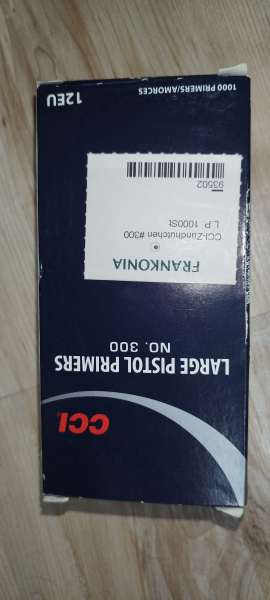 CCI
LARGE PISTOL PRIMERS
NO. 300
FRANKONIA
CCI-Zündhütchen #300
L.P. 1000St
93502
12EU
1000 PRIMERS/AMORCES